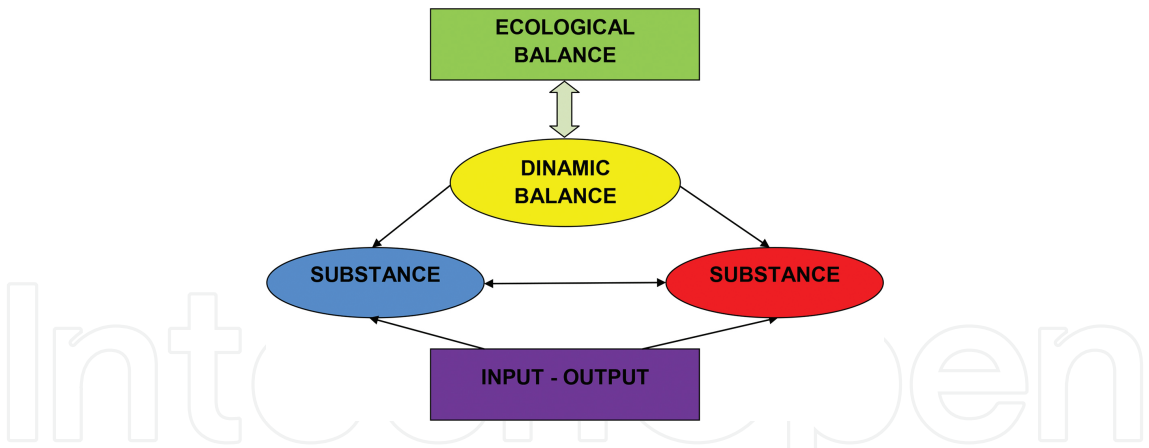 ECOLOGICAL
BALANCE
DINAMIC
BALANCE
SUBSTANCE
SUBSTANCE
INPUT - OUTPUT
IntechOpen